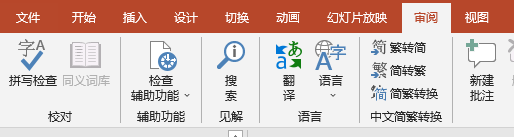 文件 开始 插入 设计 切换 动画 幻灯片放映 审阅 视图
字A 繁转简
拼写检查 同义词库 检查 辅助功能 搜索 翻译 语言 简转繁 新建 批注
简繁转换
校对 辅助功能 见解 语言 中文简繁转换